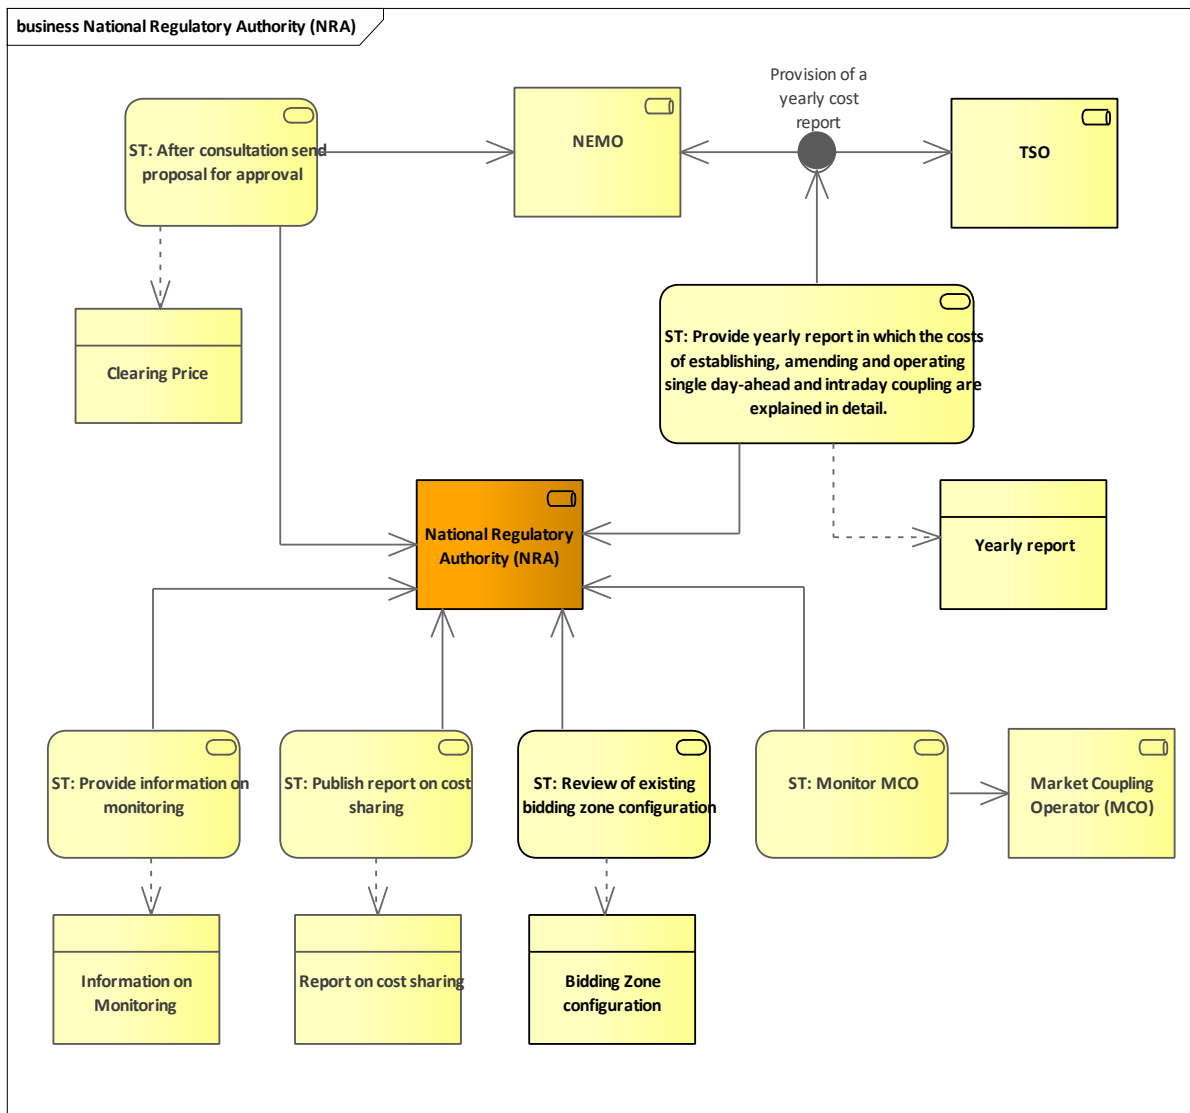 business National Regulatory Authority (NRA)
Provision of a
yearly cost
report
ST: After consultation send
proposal for approval
NEMO
TSO
Clearing Price
ST: Provide yearly report in which the costs
of establishing, amending and operating
single day-ahead and intraday coupling are
explained in detail.
National Regulatory
Authority (NRA)
Yearly report
ST: Provide information on
monitoring
ST: Publish report on cost
sharing
ST: Review of existing
bidding zone configuration
ST: Monitor MCO
Market Coupling
Operator (MCO)
Information on
Monitoring
Report on cost sharing
Bidding Zone
configuration